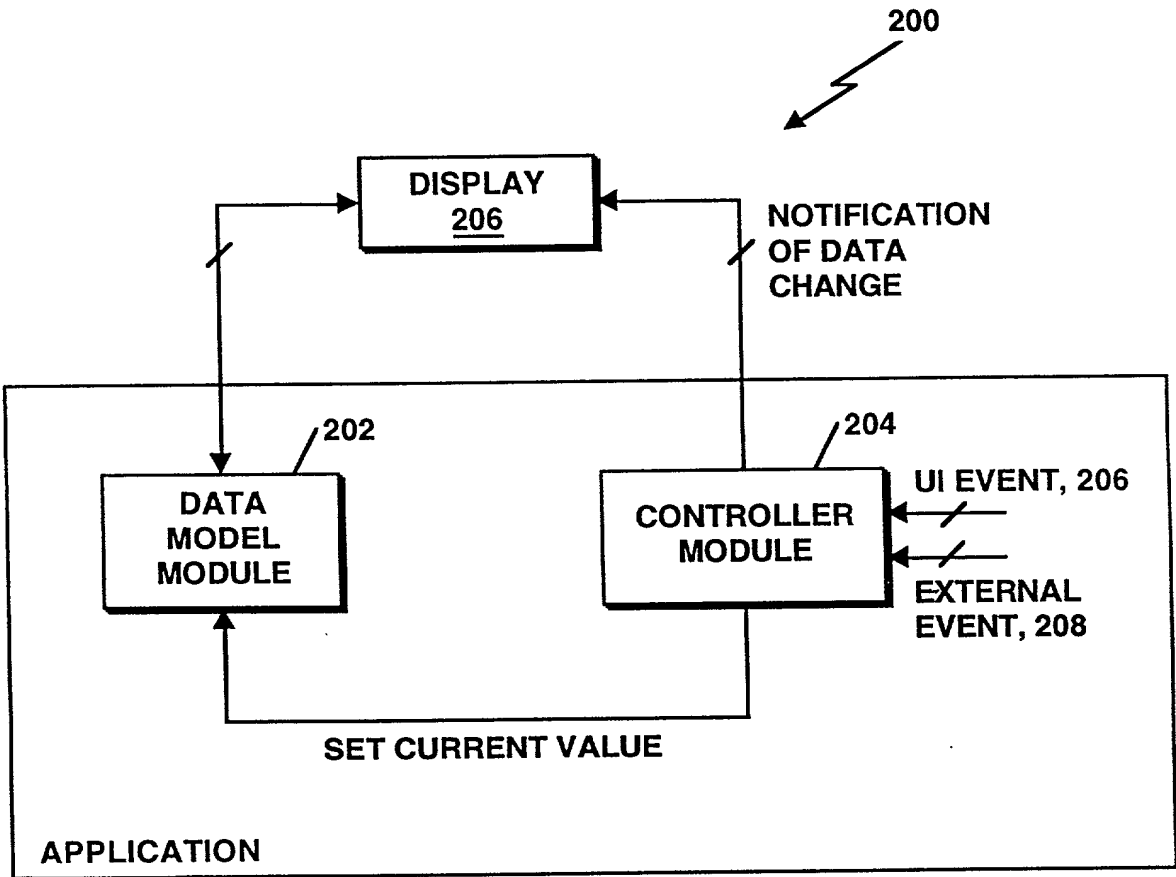 200
DISPLAY
206
NOTIFICATION
OF DATA
CHANGE
202
DATA
MODEL
MODULE
204
CONTROLLER
MODULE
UI EVENT, 206
EXTERNAL
EVENT, 208
SET CURRENT VALUE
APPLICATION